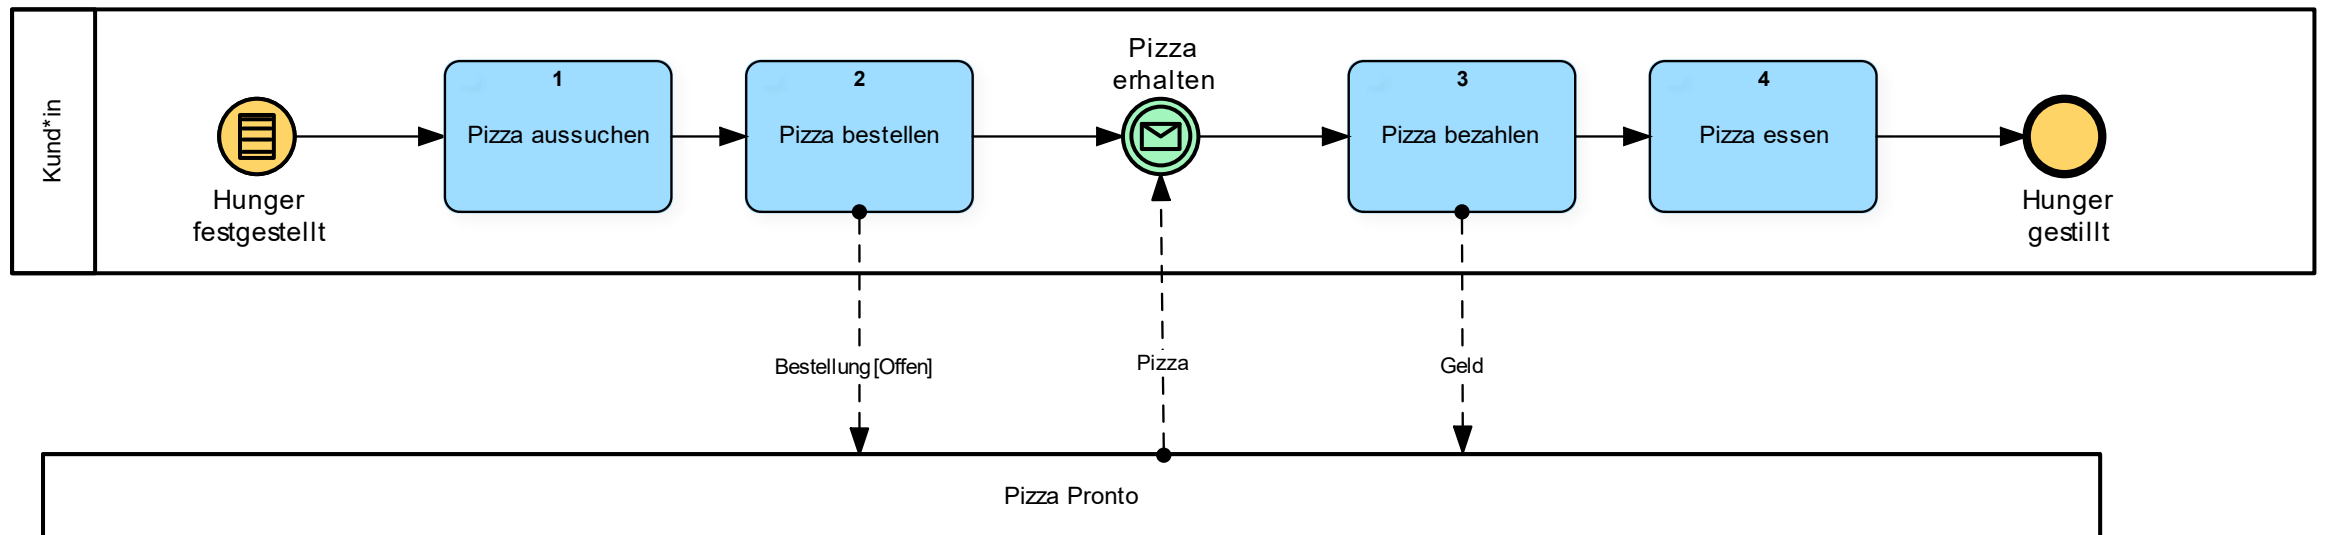 Kund*in
Hunger
festgestellt
1
Pizza aussuchen
2
Pizza bestellen
Pizza
erhalten
3
Pizza bezahlen
4
Pizza essen
Hunger
gestillt
Bestellung [Offen]
Pizza
Geld
Pizza Pronto